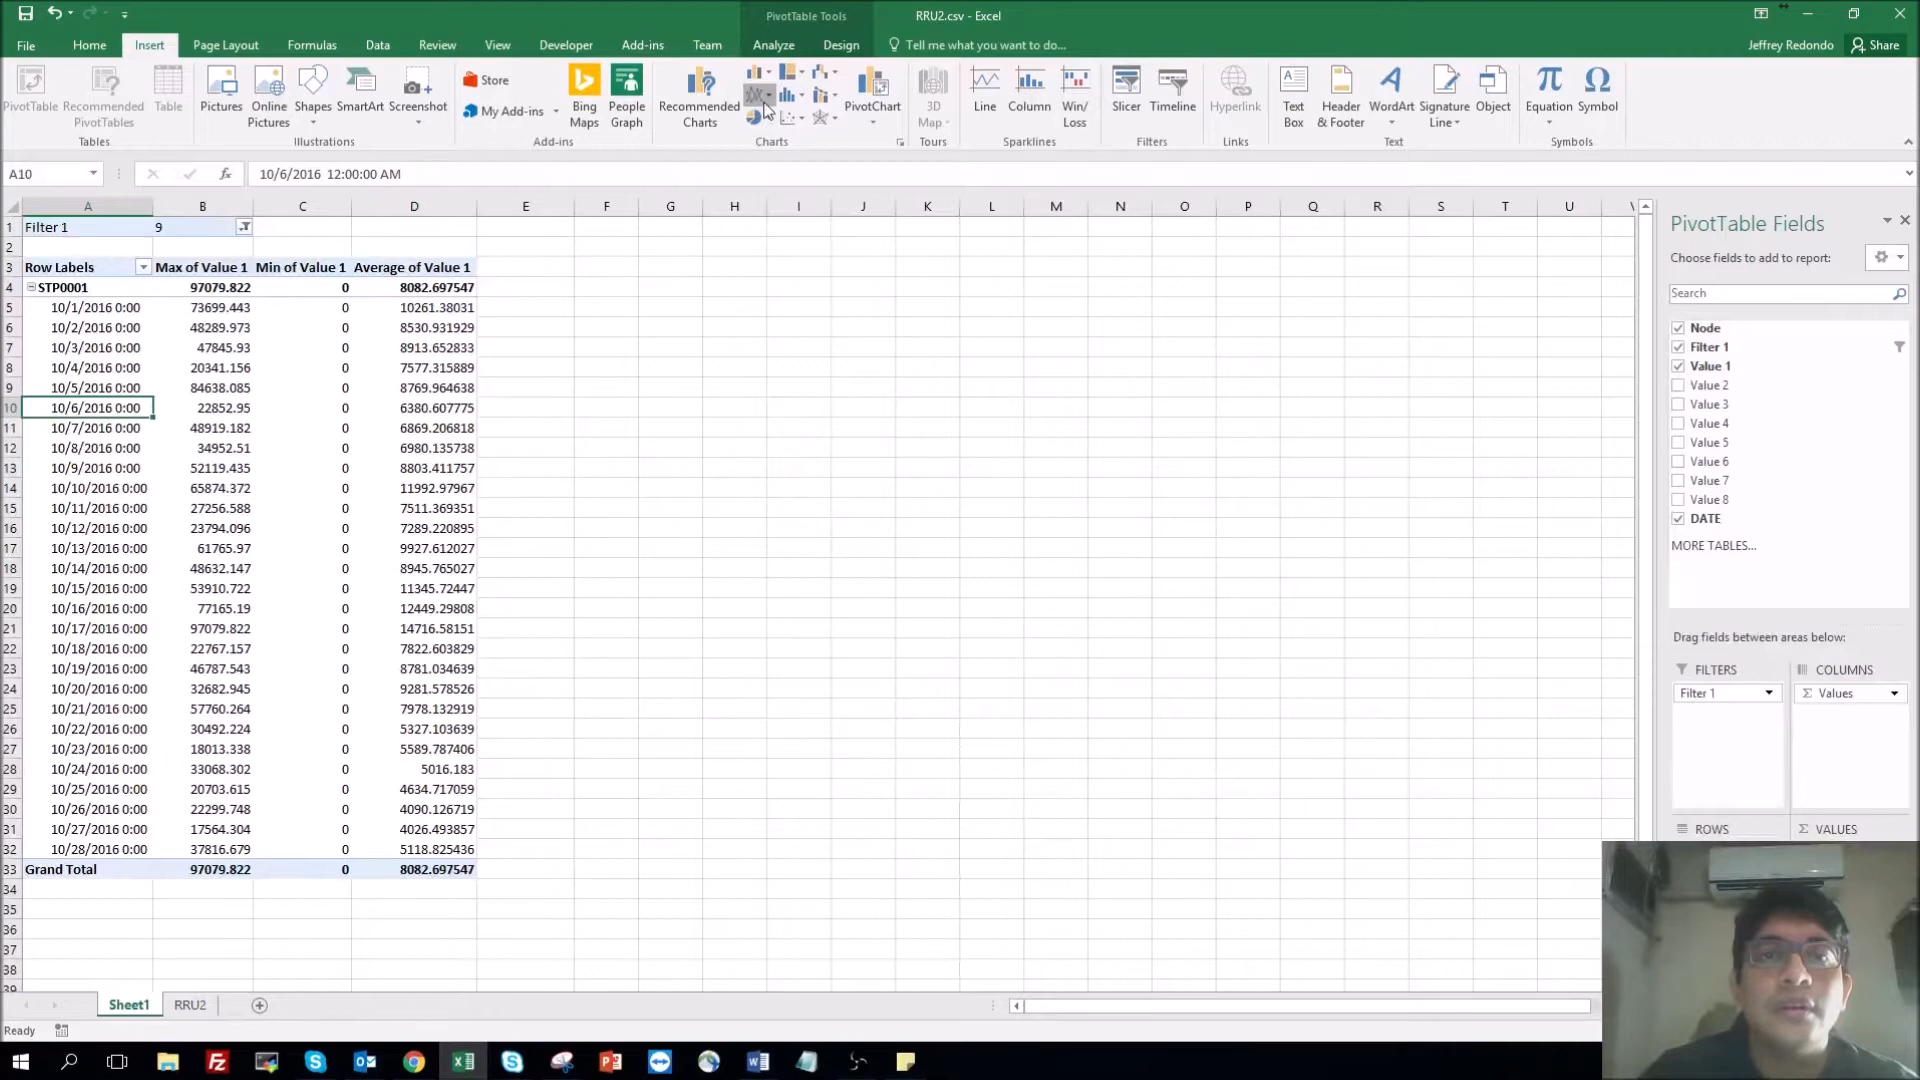 PivotTable Tools
RRU2.csv - Excel
File Home Insert Page Layout Formulas Data Review View Developer Add-ins Team Analyze Design Tell me what you want to do... Jeffrey Redondo Share
PivotTable
Recommended PivotTables
Table
Tables
Pictures
Online Pictures
Shapes
SmartArt
Screenshot
Illustrations
Store
My Add-ins
Bing Maps
People Graph
Add-ins
Recommended Charts
PivotChart
Charts
3D Map
Tours
Line
Column
Win/ Loss
Sparklines
Slicer
Timeline
Filters
Hyperlink
Links
Text Box
Header & Footer
WordArt
Signature Line
Object
Text
Equation
Symbol
Symbols
A10 fx 10/6/2016 12:00:00 AM
A B C D E F G H I J K L M N O P Q R S T U
1 Filter 1 9
2
3 Row Labels Max of Value 1 Min of Value 1 Average of Value 1
4 STP0001 97079.822 0 8082.697547
5 10/1/2016 0:00 73699.443 0 10261.38031
6 10/2/2016 0:00 48289.973 0 8530.931929
7 10/3/2016 0:00 47845.93 0 8913.652833
8 10/4/2016 0:00 20341.156 0 7577.315889
9 10/5/2016 0:00 84638.085 0 8769.964638
10 10/6/2016 0:00 22852.95 0 6380.607775
11 10/7/2016 0:00 48919.182 0 6869.206818
12 10/8/2016 0:00 34952.51 0 6980.135738
13 10/9/2016 0:00 52119.435 0 8803.411757
14 10/10/2016 0:00 65874.372 0 11992.97967
15 10/11/2016 0:00 27256.588 0 7511.369351
16 10/12/2016 0:00 23794.096 0 7289.220895
17 10/13/2016 0:00 61765.97 0 9927.612027
18 10/14/2016 0:00 48632.147 0 8945.765027
19 10/15/2016 0:00 53910.722 0 11345.72447
20 10/16/2016 0:00 77165.19 0 12449.29808
21 10/17/2016 0:00 97079.822 0 14716.58151
22 10/18/2016 0:00 22767.157 0 7822.603829
23 10/19/2016 0:00 46787.543 0 8781.034639
24 10/20/2016 0:00 32682.945 0 9281.578526
25 10/21/2016 0:00 57760.264 0 7978.132919
26 10/22/2016 0:00 30492.224 0 5327.103639
27 10/23/2016 0:00 18013.338 0 5589.787406
28 10/24/2016 0:00 33068.302 0 5016.183
29 10/25/2016 0:00 20703.615 0 4634.717059
30 10/26/2016 0:00 22299.748 0 4090.126719
31 10/27/2016 0:00 17564.304 0 4026.493857
32 10/28/2016 0:00 37816.679 0 5118.825436
33 Grand Total 97079.822 0 8082.697547
34
35
36
37
38
39
PivotTable Fields
Choose fields to add to report:
Search
Node
Filter 1
Value 1
Value 2
Value 3
Value 4
Value 5
Value 6
Value 7
Value 8
DATE
MORE TABLES...
Drag fields between areas below:
FILTERS COLUMNS
Filter 1 Σ Values
ROWS Σ VALUES
Sheet1 RRU2
Ready